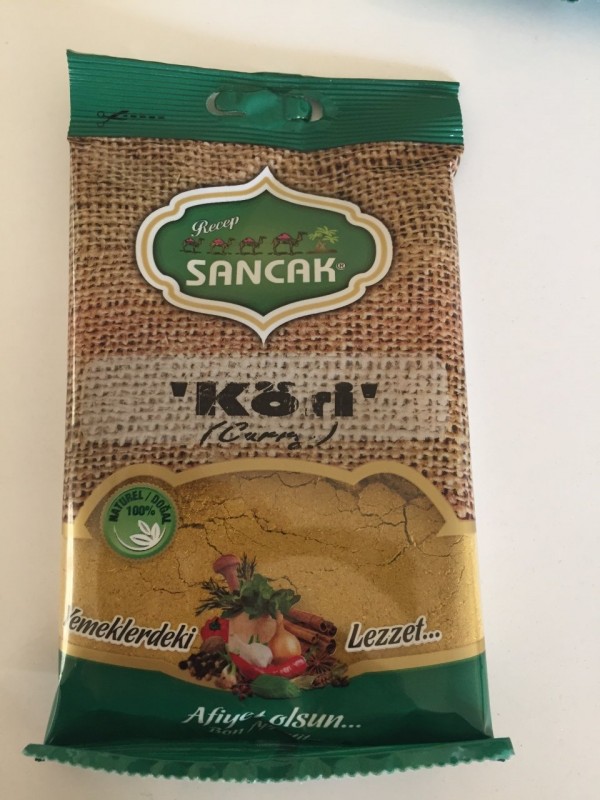 Recep
SANCAK®
'Köri'
(Curry)
NATUREL / DOĞAL
100%
Yemeklerdeki Lezzet...
Afiyet olsun...